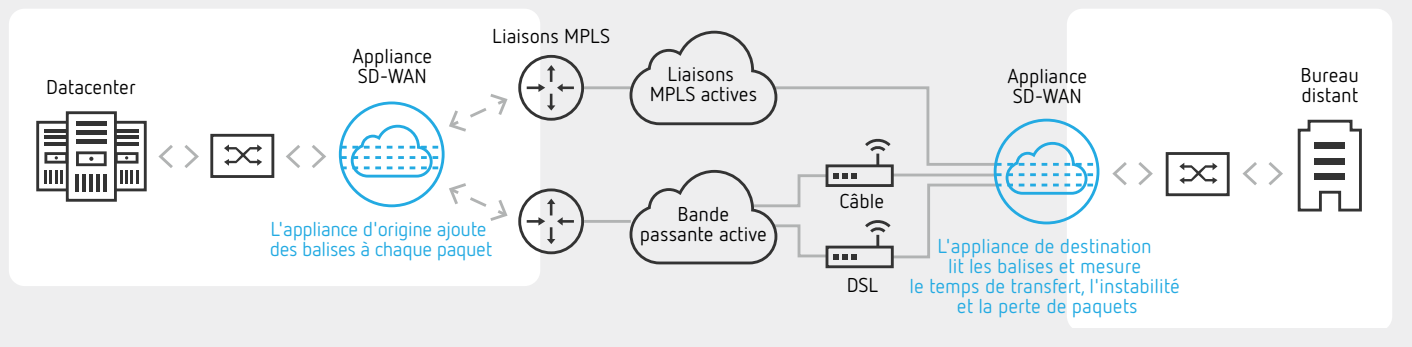 Datacenter
Appliance
SD-WAN
L'appliance d'origine ajoute
des balises à chaque paquet
Liaisons MPLS
Liaisons
MPLS actives
Bande
passante active
Câble
DSL
Appliance
SD-WAN
L'appliance de destination
lit les balises et mesure
le temps de transfert, l'instabilité
et la perte de paquets
Bureau
distant